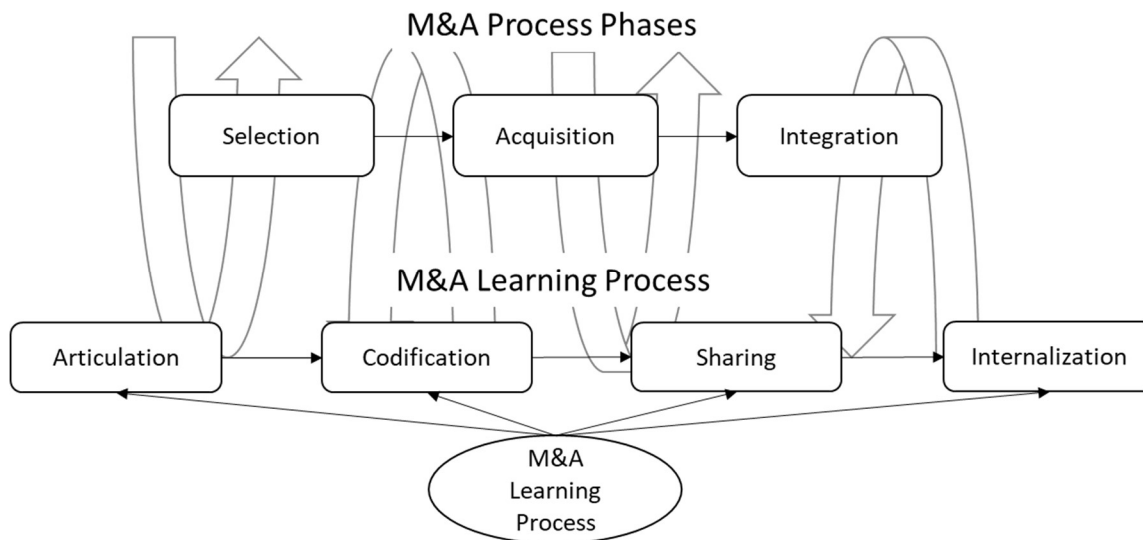 M&A Process Phases
Selection
Acquisition
Integration
M&A Learning Process
Articulation
Codification
Sharing
Internalization
M&A
Learning
Process